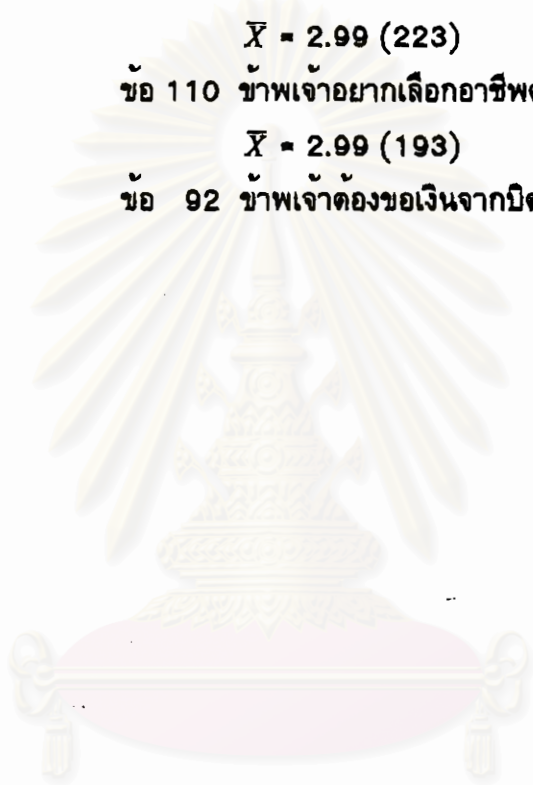 X̄ = 2.99 (223)
ข้อ 110 ข้าพเจ้าอยากเลือกอาชีพ
X̄ = 2.99 (193)
ข้อ 92 ข้าพเจ้าต้องขอเงินจาก